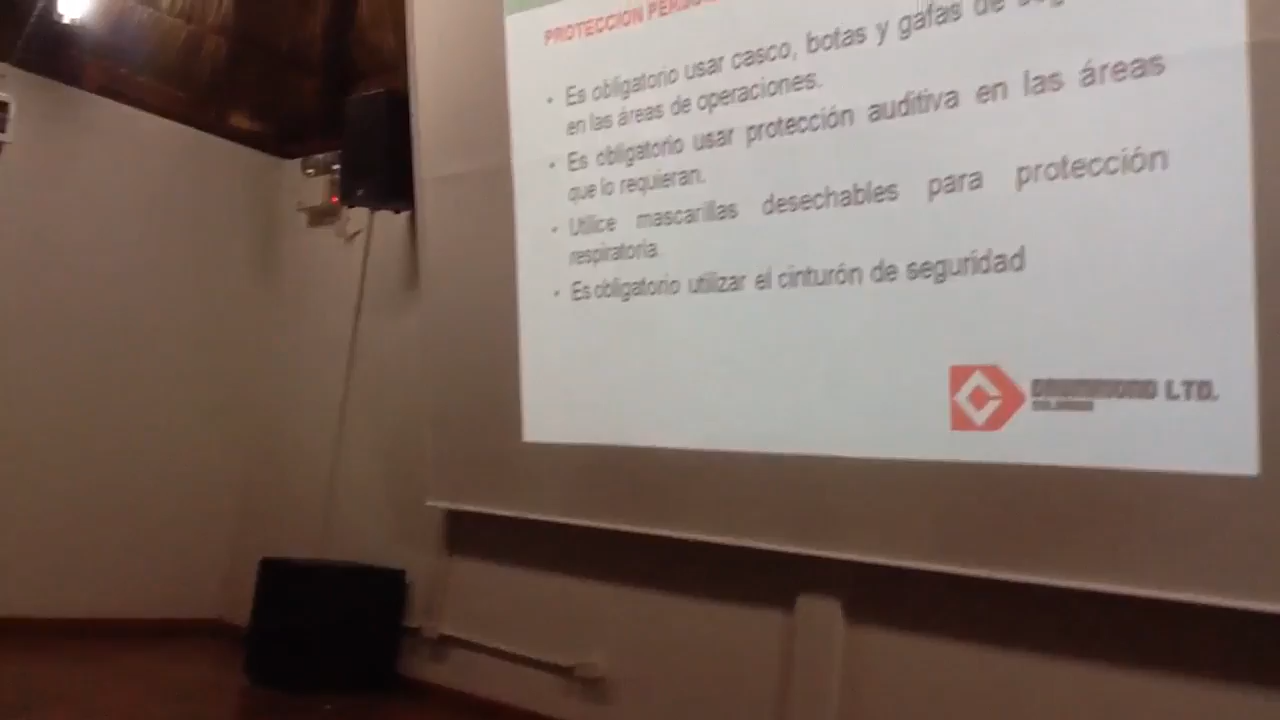 PROTECCION
• Es obligatorio usar casco, botas y gafas de
en las áreas de operaciones.
• Es obligatorio usar protección auditiva en las áreas
que lo requieran.
• Utilice mascarillas desechables para protección
respiratoria.
• Es obligatorio utilizar el cinturón de seguridad
DRUMMOND LTD.